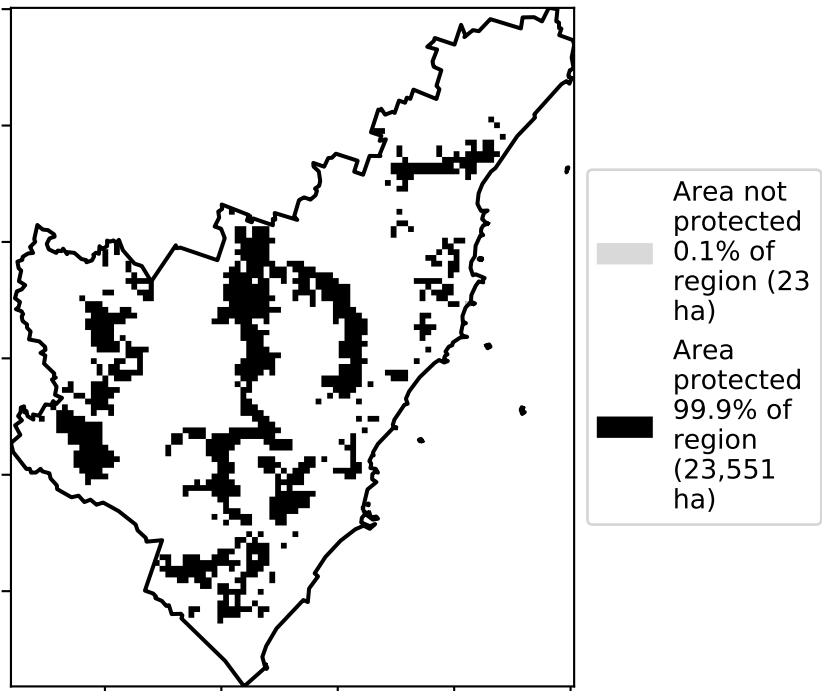 Area not
protected
0.1% of
region (23
ha)
Area
protected
99.9% of
region
(23,551
ha)